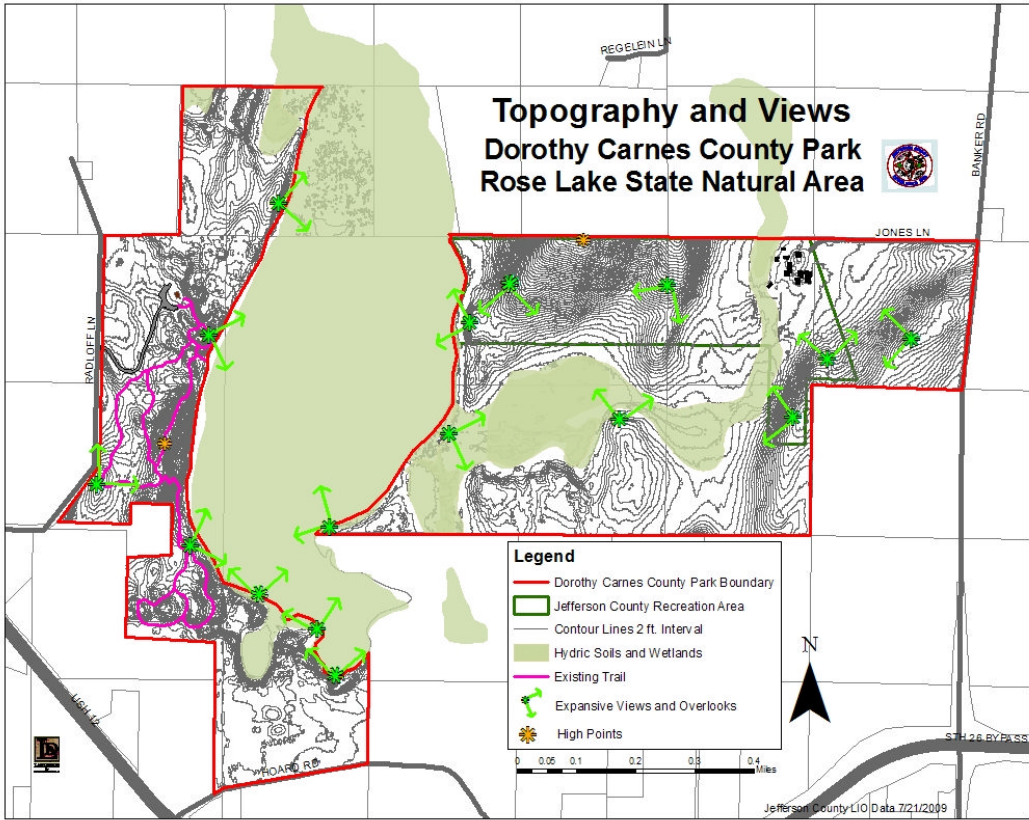 REGELEIN LN
Topography and Views
Dorothy Carnes County Park
Rose Lake State Natural Area
BANKER RD
JONES LN
RADLOFF LN
Legend
Dorothy Carnes County Park Boundary
Jefferson County Recreation Area
Contour Lines 2 ft. Interval
Hydric Soils and Wetlands
Existing Trail
Expansive Views and Overlooks
High Points
N
0 0.05 0.1 0.2 0.3 0.4
Miles
USH 12
HOARD RD
STH 26 BYPASS
Jefferson County LIO Data 7/21/2009